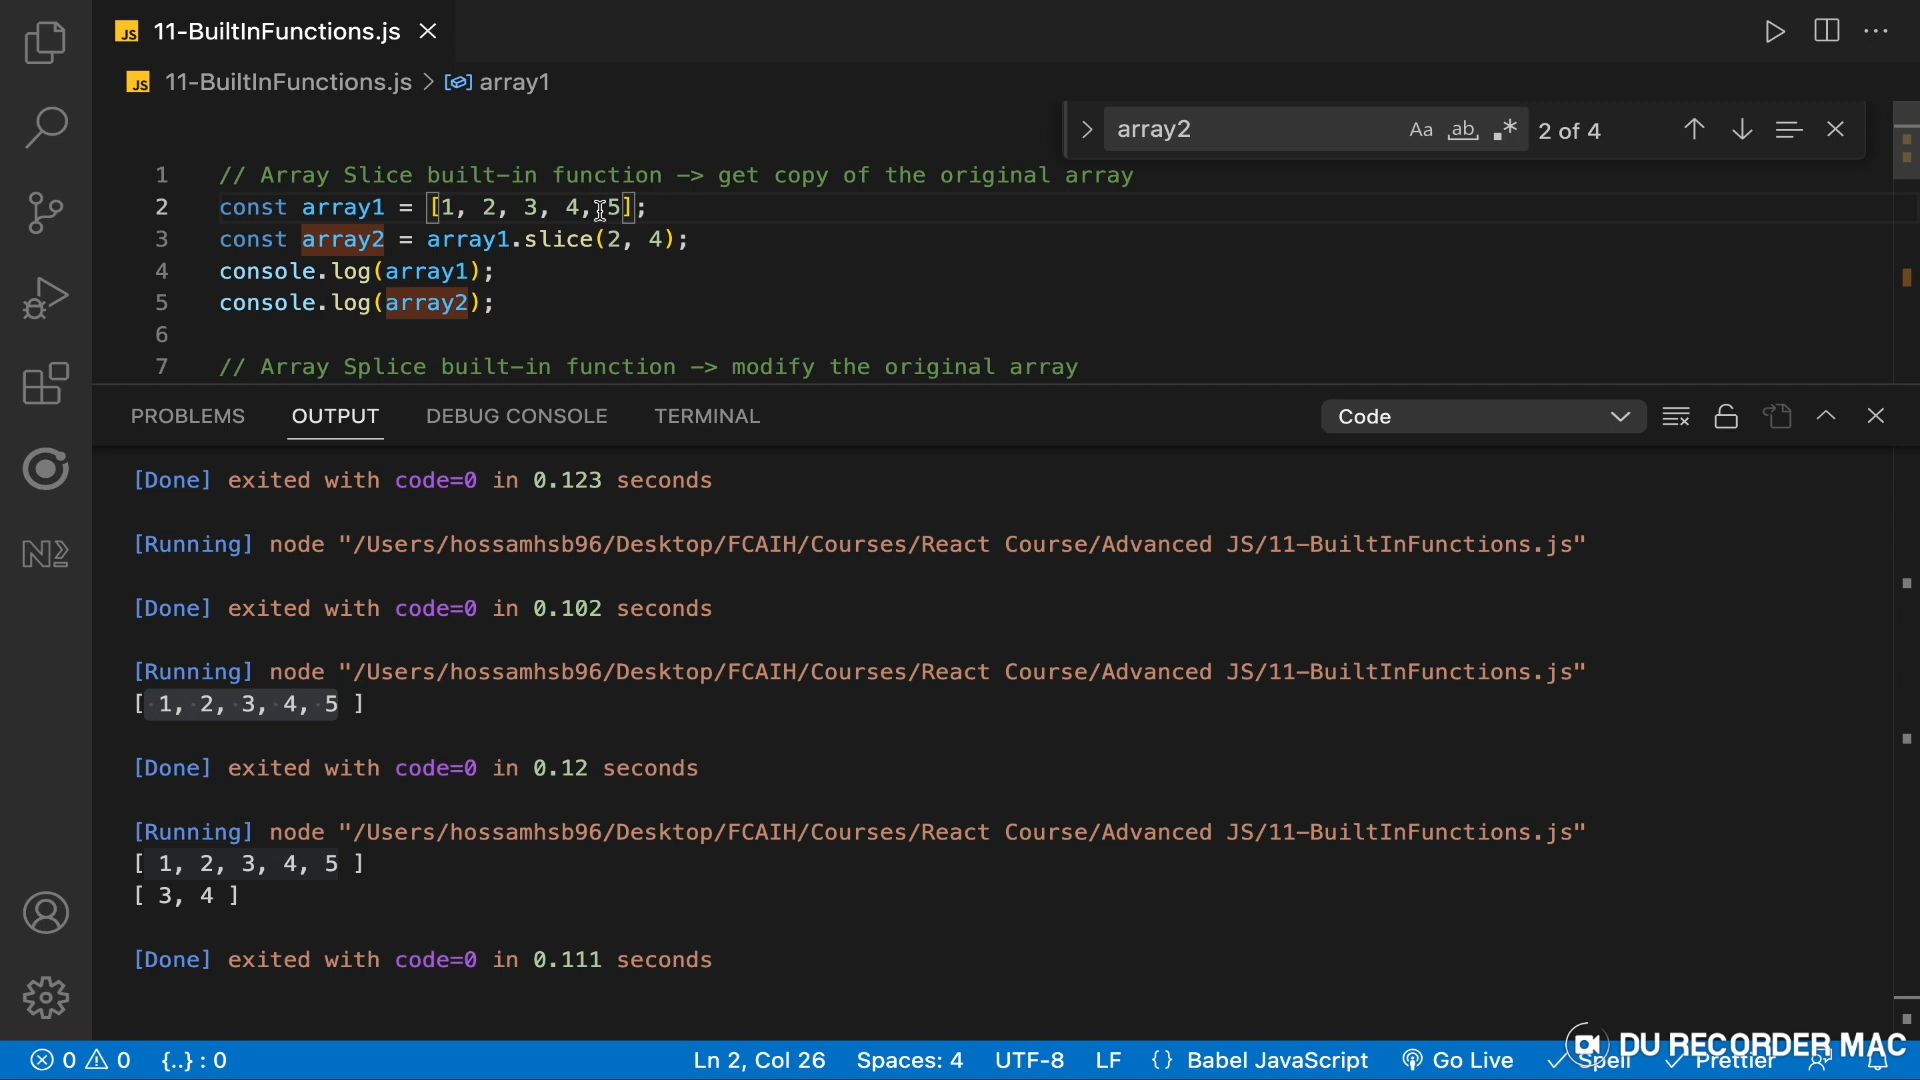 JS 11-BuiltInFunctions.js
JS 11-BuiltInFunctions.js > array1
array2 Aa ab 2 of 4
1 // Array Slice built-in function -> get copy of the original array
2 const array1 = [1, 2, 3, 4, 5];
3 const array2 = array1.slice(2, 4);
4 console.log(array1);
5 console.log(array2);
6
7 // Array Splice built-in function -> modify the original array
PROBLEMS OUTPUT DEBUG CONSOLE TERMINAL Code
[Done] exited with code=0 in 0.123 seconds
[Running] node "/Users/hossamhsb96/Desktop/FCAIH/Courses/React Course/Advanced JS/11-BuiltInFunctions.js"
[Done] exited with code=0 in 0.102 seconds
[Running] node "/Users/hossamhsb96/Desktop/FCAIH/Courses/React Course/Advanced JS/11-BuiltInFunctions.js"
[ 1, 2, 3, 4, 5 ]
[Done] exited with code=0 in 0.12 seconds
[Running] node "/Users/hossamhsb96/Desktop/FCAIH/Courses/React Course/Advanced JS/11-BuiltInFunctions.js"
[ 1, 2, 3, 4, 5 ]
[ 3, 4 ]
[Done] exited with code=0 in 0.111 seconds
DU RECORDER MAC
0 0 {..} : 0 Ln 2, Col 26 Spaces: 4 UTF-8 LF {} Babel JavaScript Go Live Spell Prettier